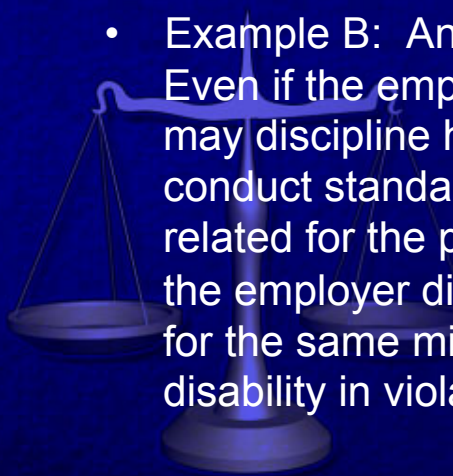 • Example B: An
Even if the emp
may discipline h
conduct standa
related for the p
the employer di
for the same mi
disability in viola